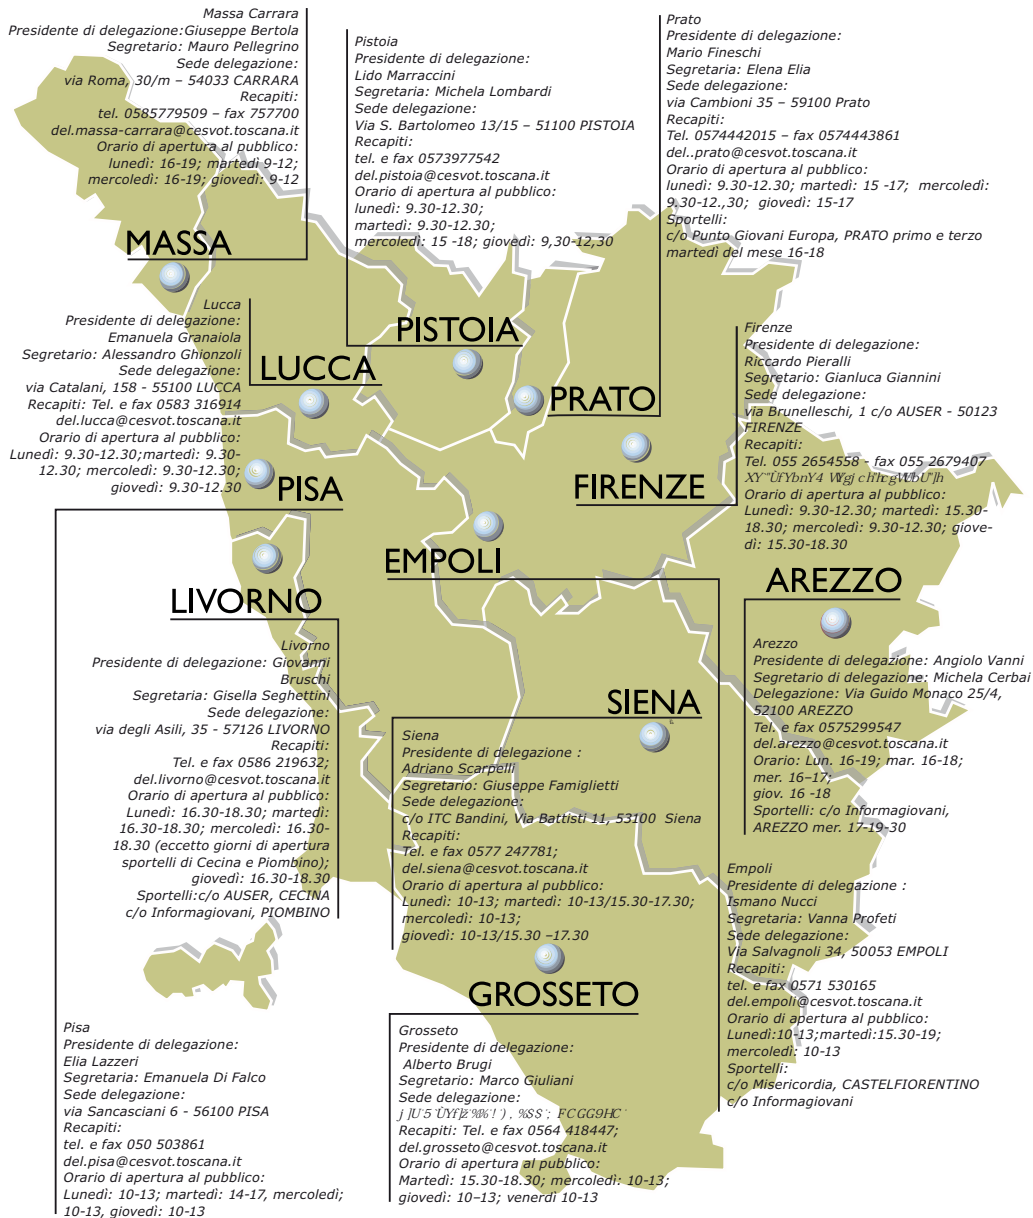 Massa Carrara
Presidente di delegazione:Giuseppe Bertola
Segretario: Mauro Pellegrino
Sede delegazione:
via Roma, 30/m – 54033 CARRARA
Recapiti:
tel. 0585779509 – fax 757700
del.massa-carrara@cesvot.toscana.it
Orario di apertura al pubblico:
lunedì: 16-19; martedì 9-12;
mercoledì: 16-19; giovedì: 9-12
MASSA
Pistoia
Presidente di delegazione:
Lido Marraccini
Segretaria: Michela Lombardi
Sede delegazione:
Via S. Bartolomeo 13/15 – 51100 PISTOIA
Recapiti:
tel. e fax 0573977542
del.pistoia@cesvot.toscana.it
Orario di apertura al pubblico:
lunedì: 9.30-12.30;
martedì: 9.30-12.30;
mercoledì: 15 -18; giovedì: 9,30-12,30
PISTOIA
Prato
Presidente di delegazione:
Mario Fineschi
Segretaria: Elena Elia
Sede delegazione:
via Cambioni 35 – 59100 Prato
Recapiti:
Tel. 0574442015 – fax 0574443861
del..prato@cesvot.toscana.it
Orario di apertura al pubblico:
lunedì: 9.30-12.30; martedì: 15 -17; mercoledì:
9.30-12.,30; giovedì: 15-17
Sportelli:
c/o Punto Giovani Europa, PRATO primo e terzo
martedì del mese 16-18
PRATO
Lucca
Presidente di delegazione:
Emanuela Granaiola
Segretario: Alessandro Ghionzoli
Sede delegazione:
via Catalani, 158 - 55100 LUCCA
Recapiti: Tel. e fax 0583 316914
del.lucca@cesvot.toscana.it
Orario di apertura al pubblico:
Lunedì: 9.30-12.30;martedì: 9.30-
12.30; mercoledì: 9.30-12.30;
giovedì: 9.30-12.30
LUCCA
Firenze
Presidente di delegazione:
Riccardo Pieralli
Segretario: Gianluca Giannini
Sede delegazione:
via Brunelleschi, 1 c/o AUSER - 50123
FIRENZE
Recapiti:
Tel. 055 2654558 - fax 055 2679407
Orario di apertura al pubblico:
Lunedì: 9.30-12.30; martedì: 15.30-
18.30; mercoledì: 9.30-12.30; giove-
dì: 15.30-18.30
FIRENZE
PISA
EMPOLI
LIVORNO
Livorno
Presidente di delegazione: Giovanni
Bruschi
Segretaria: Gisella Seghettini
Sede delegazione:
via degli Asili, 35 - 57126 LIVORNO
Recapiti:
Tel. e fax 0586 219632;
del.livorno@cesvot.toscana.it
Orario di apertura al pubblico:
Lunedì: 16.30-18.30; martedì:
16.30-18.30; mercoledì: 16.30-
18.30 (eccetto giorni di apertura
sportelli di Cecina e Piombino);
giovedì: 16.30-18.30
Sportelli:c/o AUSER, CECINA
c/o Informagiovani, PIOMBINO
AREZZO
Arezzo
Presidente di delegazione: Angiolo Vanni
Segretario di delegazione: Michela Cerbai
Delegazione: Via Guido Monaco 25/4,
52100 AREZZO
Tel. e fax 0575299547
del.arezzo@cesvot.toscana.it
Orario: Lun. 16-19; mar. 16-18;
mer. 16–17;
giov. 16 -18
Sportelli: c/o Informagiovani,
AREZZO mer. 17-19-30
SIENA
Siena
Presidente di delegazione :
Adriano Scarpelli
Segretario: Giuseppe Famiglietti
Sede delegazione:
c/o ITC Bandini, Via Battisti 11, 53100 Siena
Recapiti:
Tel. e fax 0577 247781;
del.siena@cesvot.toscana.it
Orario di apertura al pubblico:
Lunedì: 10-13; martedì: 10-13/15.30-17.30;
mercoledì: 10-13;
giovedì: 10-13/15.30 –17.30
Empoli
Presidente di delegazione :
Ismano Nucci
Segretaria: Vanna Profeti
Sede delegazione:
Via Salvagnoli 34, 50053 EMPOLI
Recapiti:
tel. e fax 0571 530165
del.empoli@cesvot.toscana.it
Orario di apertura al pubblico:
Lunedì:10-13;martedì:15.30-19;
mercoledì: 10-13
Sportelli:
c/o Misericordia, CASTELFIORENTINO
c/o Informagiovani
GROSSETO
Grosseto
Presidente di delegazione:
Alberto Brugi
Segretario: Marco Giuliani
Sede delegazione:
Recapiti: Tel. e fax 0564 418447;
del.grosseto@cesvot.toscana.it
Orario di apertura al pubblico:
Martedì: 15.30-18.30; mercoledì: 10-13;
giovedì: 10–13; venerdì 10-13
Pisa
Presidente di delegazione:
Elia Lazzeri
Segretaria: Emanuela Di Falco
Sede delegazione:
via Sancasciani 6 - 56100 PISA
Recapiti:
tel. e fax 050 503861
del.pisa@cesvot.toscana.it
Orario di apertura al pubblico:
Lunedì: 10-13; martedì: 14-17, mercoledì;
10-13, giovedì: 10-13